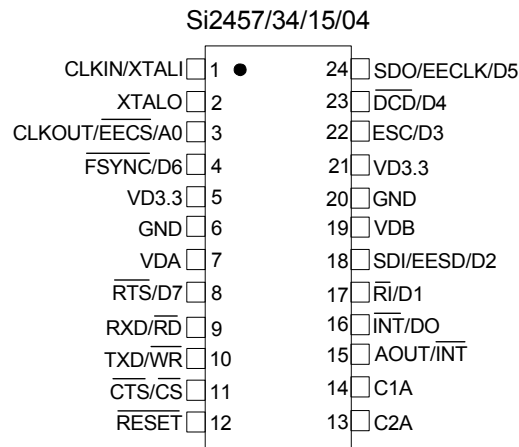 Si2457/34/15/04
CLKIN/XTALI 1 24 SDO/EECLK/D5
XTALO 2 23 DCD/D4
CLKOUT/EECS/A0 3 22 ESC/D3
FSYNC/D6 4 21 VD3.3
VD3.3 5 20 GND
GND 6 19 VDB
VDA 7 18 SDI/EESD/D2
RTS/D7 8 17 RI/D1
RXD/RD 9 16 INT/DO
TXD/WR 10 15 AOUT/INT
CTS/CS 11 14 C1A
RESET 12 13 C2A